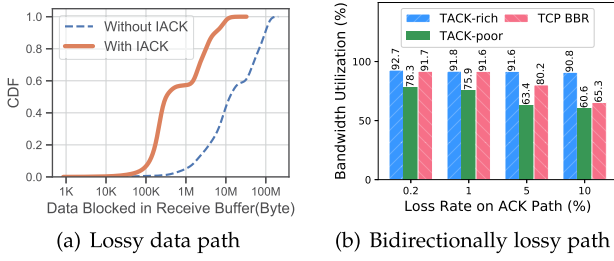 Without IACK
With IACK
CDF
1.0
0.8
0.6
0.4
0.2
0.0
1K 10K 100K 1M 10M 100M
Data Blocked in Receive Buffer(Byte)
(a) Lossy data path
TACK-rich TCP BBR
TACK-poor
Bandwidth Utilization (%)
100
50
0
92.7 78.3 91.7 91.8 75.9 91.6 91.6 63.4 80.2 90.8 60.6 65.3
0.2 1 5 10
Loss Rate on ACK Path (%)
(b) Bidirectionally lossy path